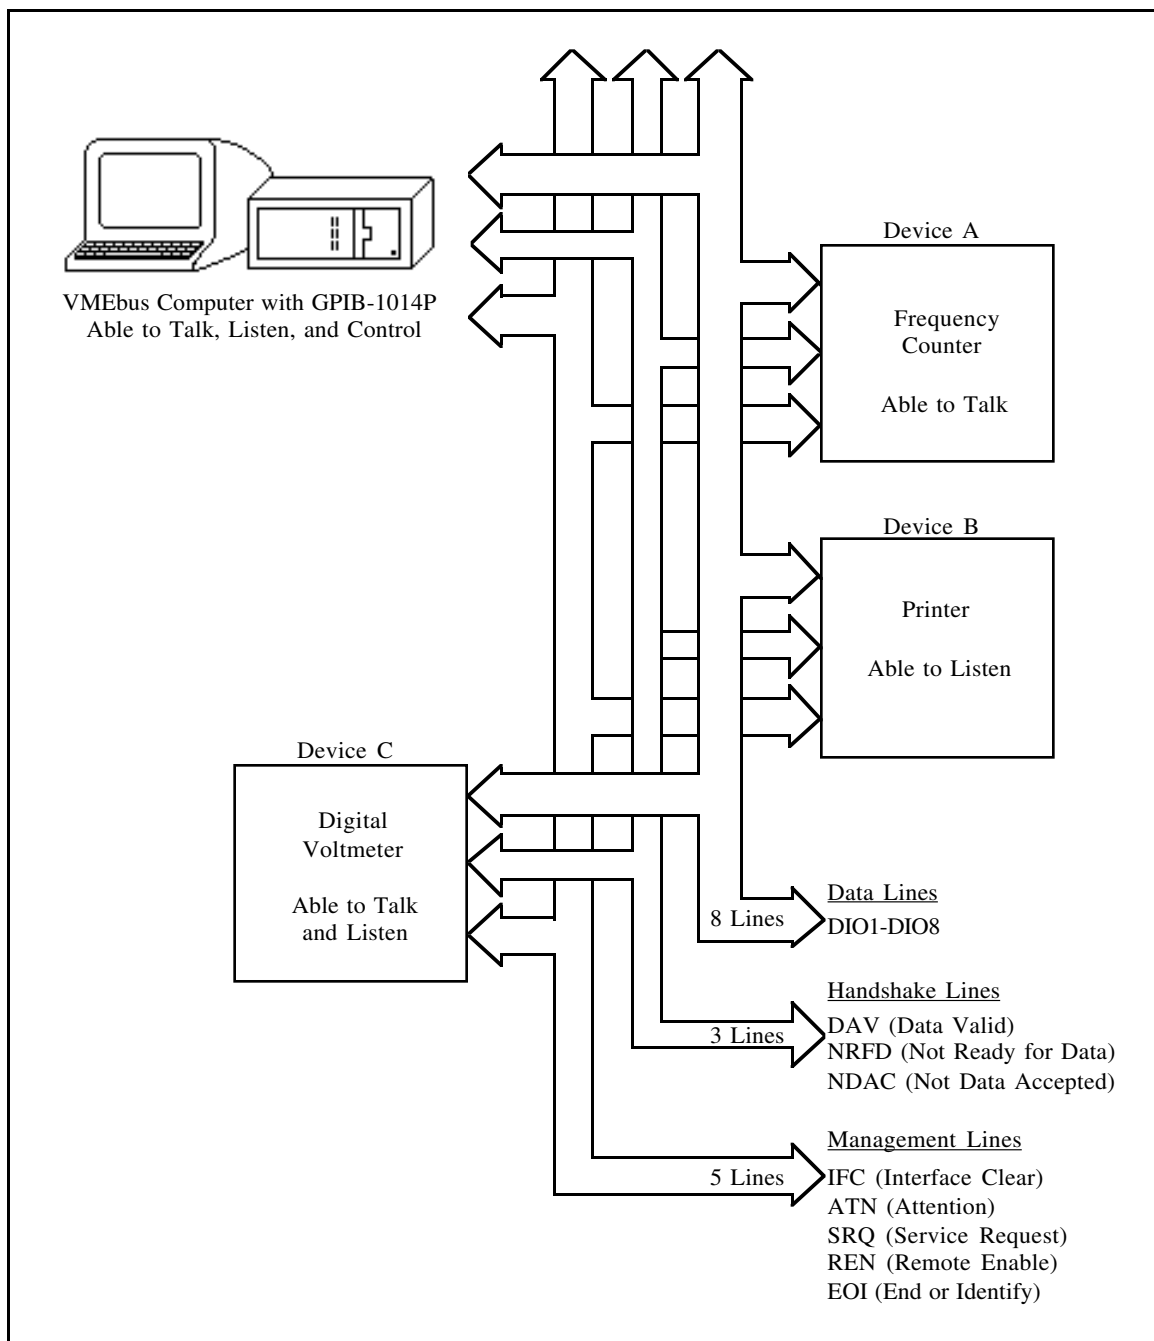 VMEbus Computer with GPIB-1014P
Able to Talk, Listen, and Control
Device A
Frequency
Counter
Able to Talk
Device B
Printer
Able to Listen
Device C
Digital
Voltmeter
Able to Talk
and Listen
8 Lines
Data Lines
DIO1-DIO8
3 Lines
Handshake Lines
DAV (Data Valid)
NRFD (Not Ready for Data)
NDAC (Not Data Accepted)
5 Lines
Management Lines
IFC (Interface Clear)
ATN (Attention)
SRQ (Service Request)
REN (Remote Enable)
EOI (End or Identify)